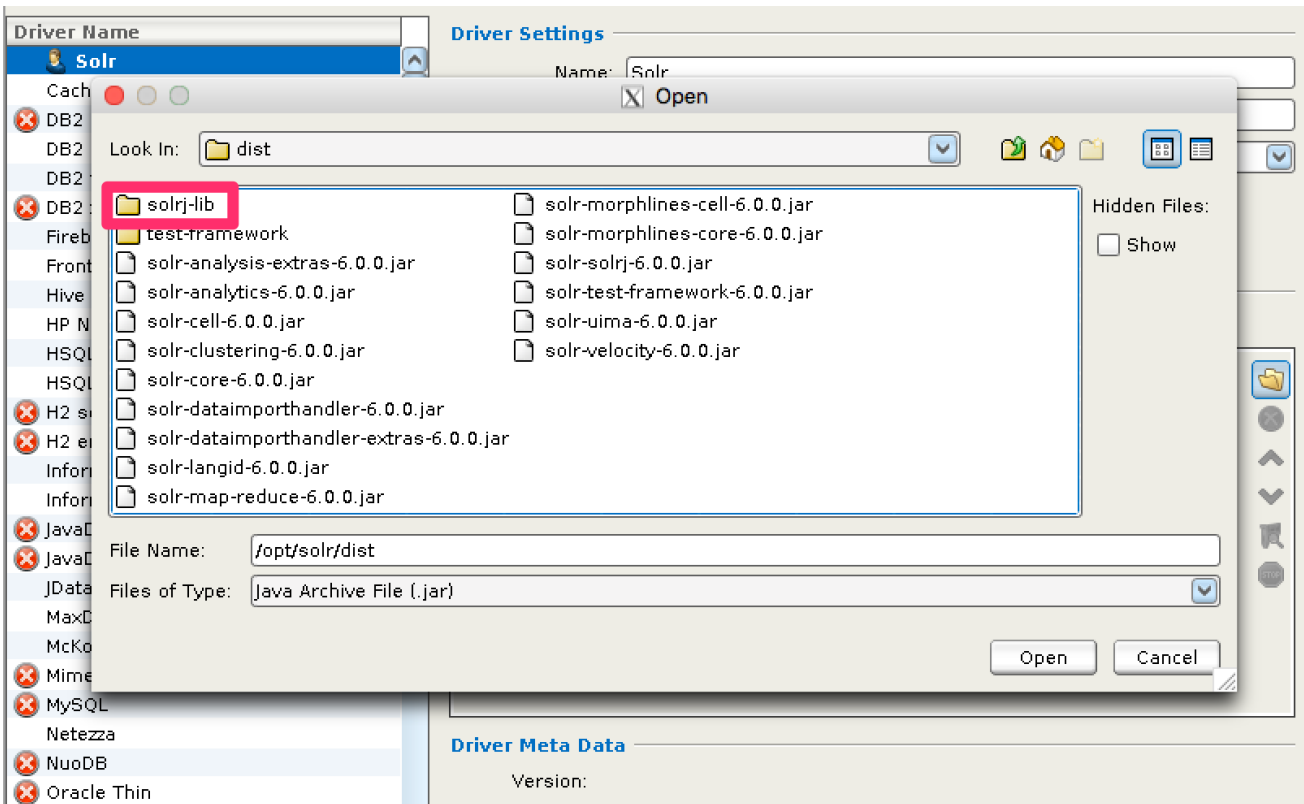 Driver Name
Solr
Cach
DB2
DB2
DB2
DB2
Fireb
Front
Hive
HP N
HSQL
HSQL
H2 s
H2 e
Infor
Infor
JavaD
JavaD
JData
MaxD
McKo
Mime
MySQL
Netezza
NuoDB
Oracle Thin
Driver Settings
Name: Solr
Open
Look In: dist
solrj-lib
test-framework
solr-analysis-extras-6.0.0.jar
solr-analytics-6.0.0.jar
solr-cell-6.0.0.jar
solr-clustering-6.0.0.jar
solr-core-6.0.0.jar
solr-dataimporthandler-6.0.0.jar
solr-dataimporthandler-extras-6.0.0.jar
solr-langid-6.0.0.jar
solr-map-reduce-6.0.0.jar
solr-morphlines-cell-6.0.0.jar
solr-morphlines-core-6.0.0.jar
solr-solrj-6.0.0.jar
solr-test-framework-6.0.0.jar
solr-uima-6.0.0.jar
solr-velocity-6.0.0.jar
Hidden Files:
Show
File Name: /opt/solr/dist
Files of Type: Java Archive File (.jar)
Open Cancel
STOP
Driver Meta Data
Version: